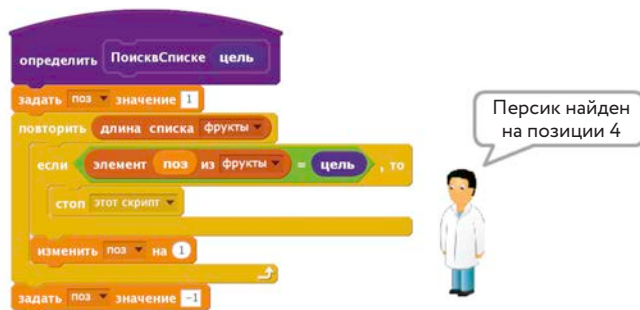 определить ПоисквСписке цель
задать поз значение 1
повторить длина списка фрукты
если элемент поз из фрукты = цель , то
стоп этот скрипт
изменить поз на 1
задать поз значение -1
Персик найден
на позиции 4